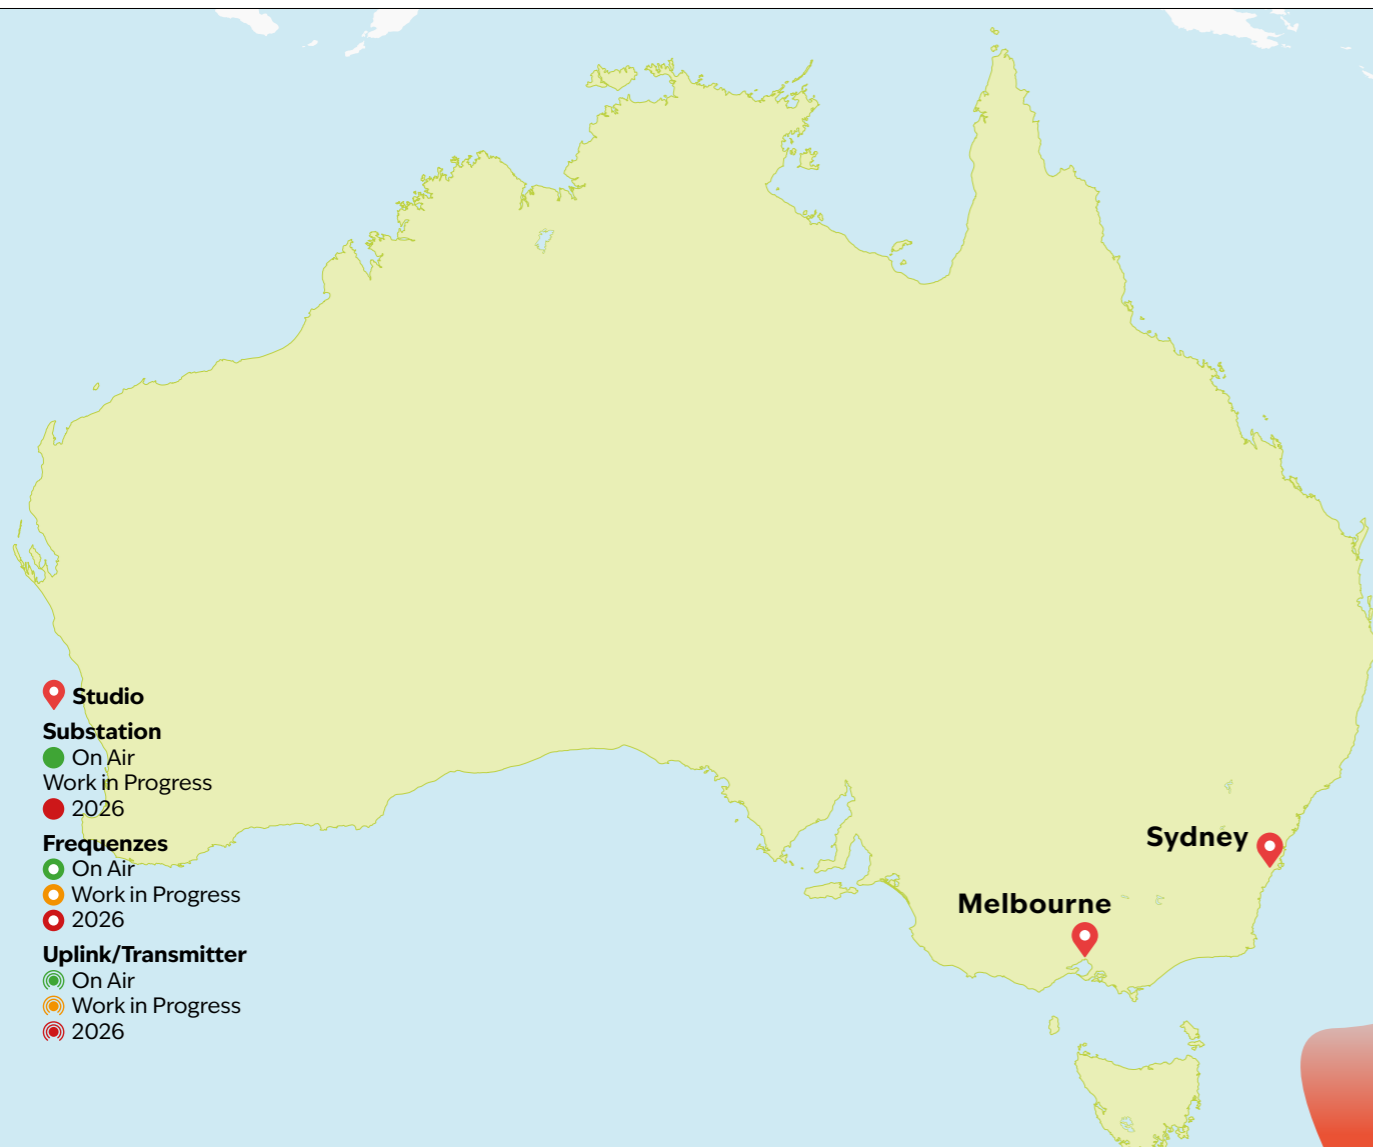 Sydney
Melbourne
Studio
Substation
On Air
Work in Progress
2026
Frequenzes
On Air
Work in Progress
2026
Uplink/Transmitter
On Air
Work in Progress
2026